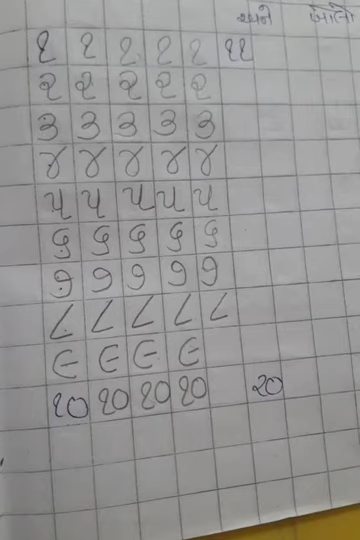 ૧ ૧ ૧ ૧ ૧ ૧૧
૨ ૨ ૨ ૨ ૨
૩ ૩ ૩ ૩ ૩
૪ ૪ ૪ ૪ ૪
૫ ૫ ૫ ૫ ૫
૬ ૬ ૬ ૬ ૬
૭ ૭ ૭ ૭ ૭
૮ ૮ ૮ ૮ ૮
૯ ૯ ૯ ૯
૧૦ ૧૦ ૧૦ ૧૦ ૧૦